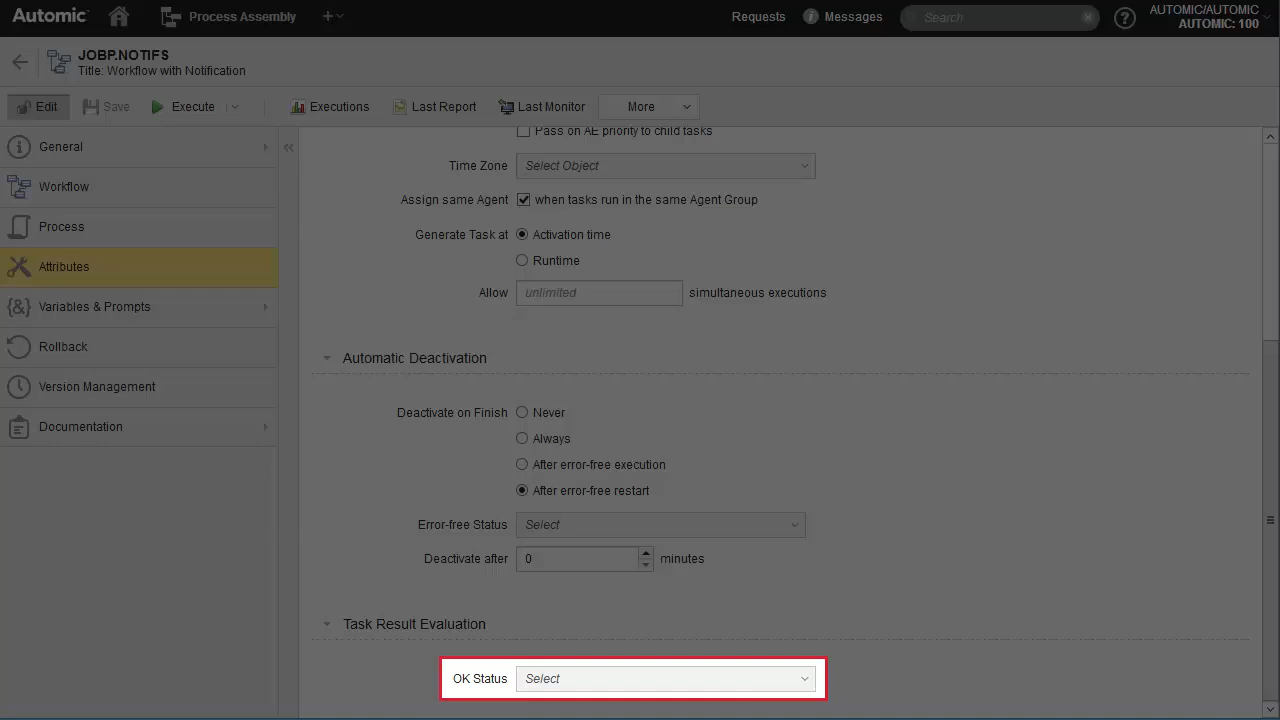 Automic Process Assembly + Requests Messages Search ? AUTOMIC/AUTOMIC
AUTOMIC: 100
JOBP.NOTIFS
Title: Workflow with Notification
Edit Save Execute Executions Last Report Last Monitor More
General
Workflow
Process
Attributes
Variables & Prompts
Rollback
Version Management
Documentation
Pass on AE priority to child tasks
Time Zone Select Object
Assign same Agent when tasks run in the same Agent Group
Generate Task at Activation time
Runtime
Allow unlimited simultaneous executions
Automatic Deactivation
Deactivate on Finish Never
Always
After error-free execution
After error-free restart
Error-free Status Select
Deactivate after 0 minutes
Task Result Evaluation
OK Status Select